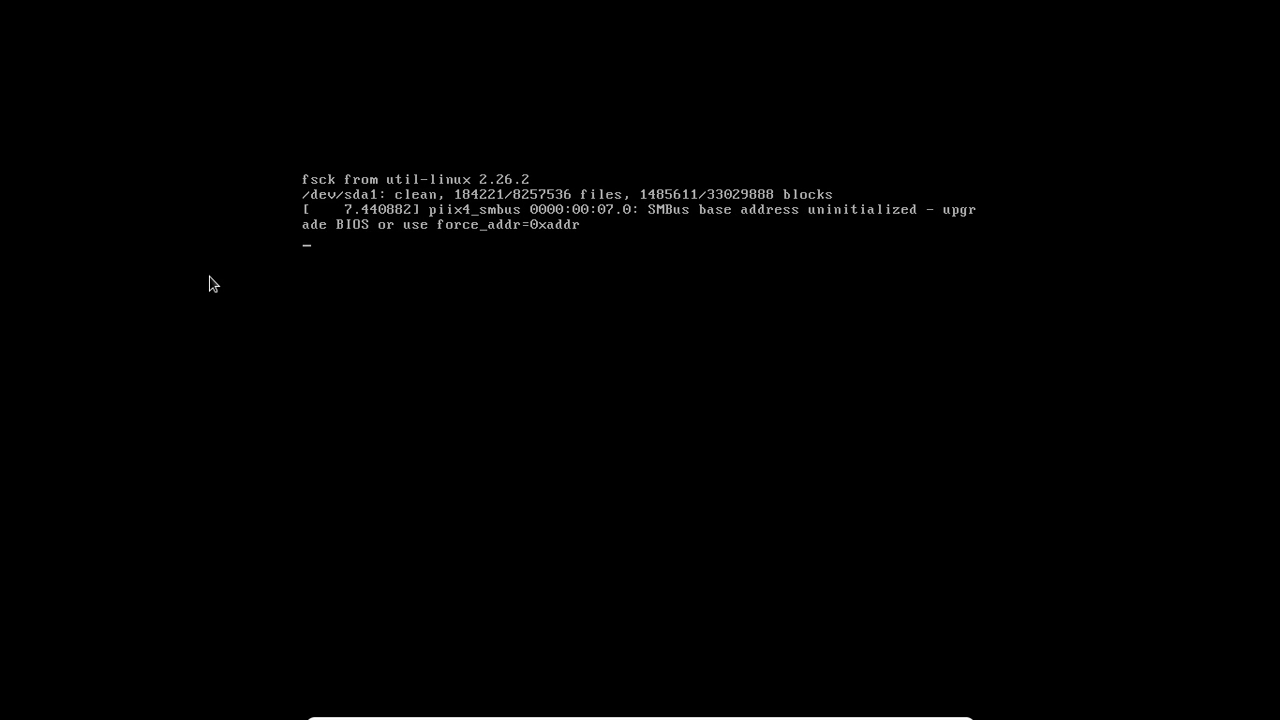 fsck from util-linux 2.26.2
/dev/sda1: clean, 184221/8257536 files, 1485611/33029888 blocks
[    7.440882] piix4_smbus 0000:00:07.0: SMBus base address uninitialized - upgr
ade BIOS or use force_addr=0xaddr
_